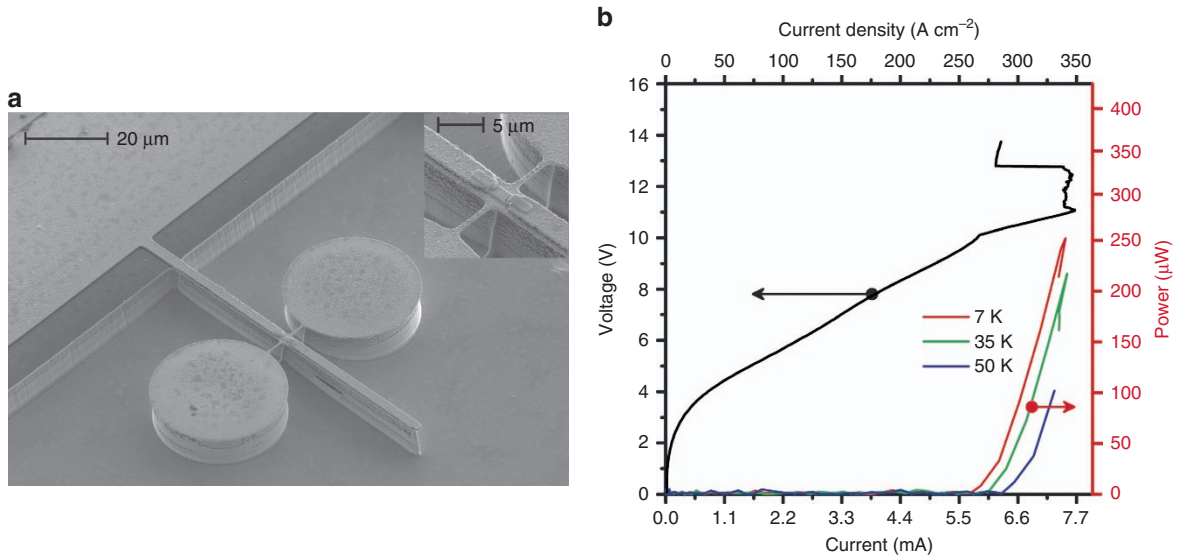 a
20 μm
5 μm
b
Current density (A cm⁻²)
0 50 100 150 200 250 300 350
16
14
12
10
8
6
4
2
0
Voltage (V)
400
350
300
250
200
150
100
50
0
Power (μW)
7 K
35 K
50 K
0.0 1.1 2.2 3.3 4.4 5.5 6.6 7.7
Current (mA)